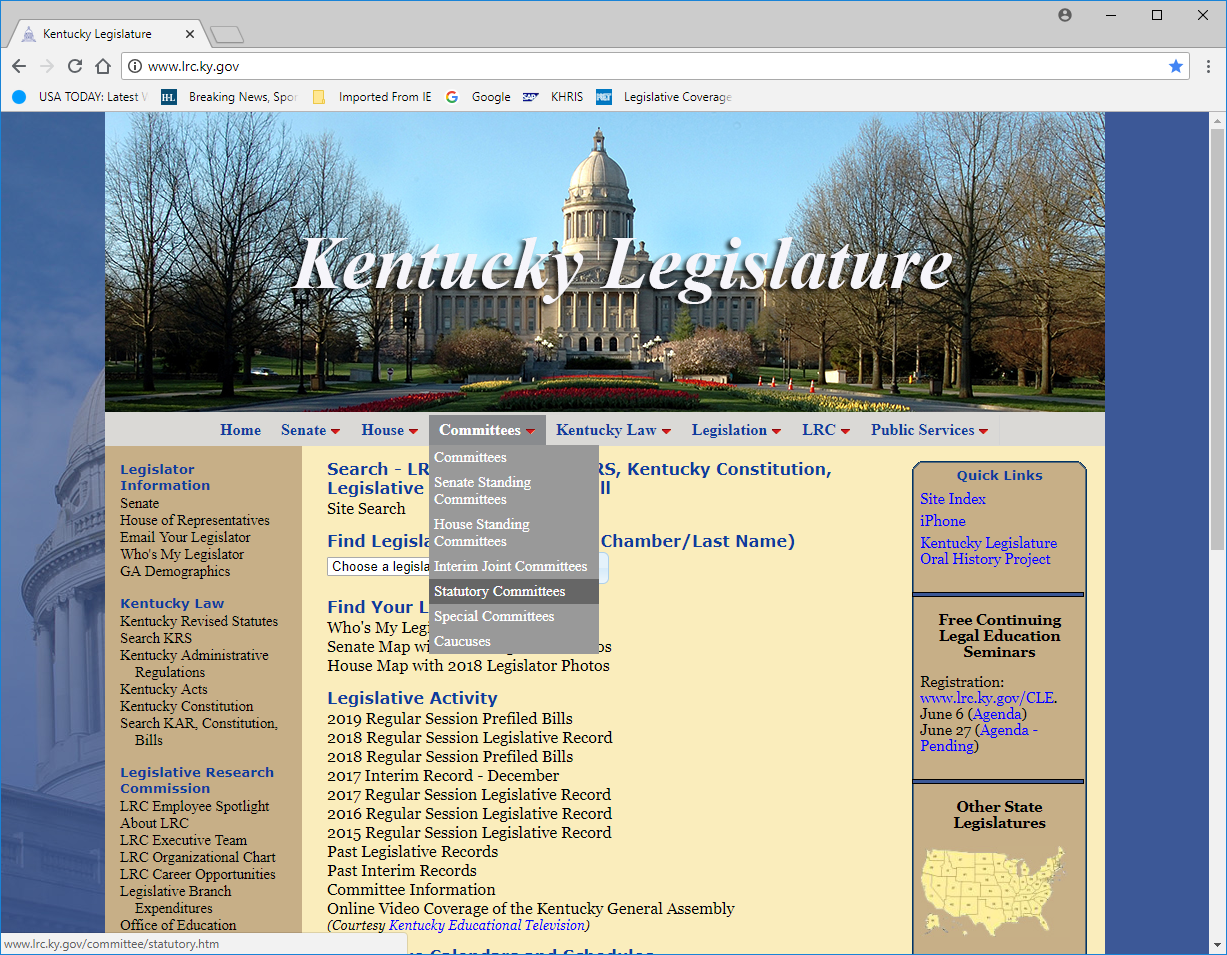 Kentucky Legislature
www.lrc.ky.gov
USA TODAY: Latest
Breaking News, Spor
Imported From IE
Google
KHRIS
Legislative Coverage
Kentucky Legislature
Home Senate House Committees Kentucky Law Legislation LRC Public Services
Committees
Senate Standing
Committees
House Standing
Committees
Interim Joint Committees
Statutory Committees
Special Committees
Caucuses
Legislator
Information
Senate
House of Representatives
Email Your Legislator
Who's My Legislator
GA Demographics
Kentucky Law
Kentucky Revised Statutes
Search KRS
Kentucky Administrative
Regulations
Kentucky Acts
Kentucky Constitution
Search KAR, Constitution,
Bills
Legislative Research
Commission
LRC Employee Spotlight
About LRC
LRC Executive Team
LRC Organizational Chart
LRC Career Opportunities
Legislative Branch
Expenditures
Office of Education
Search - LR RS, Kentucky Constitution,
Legislative ll
Site Search
Find Legisla Chamber/Last Name)
Choose a legisla
Find Your L
Who's My Legi
Senate Map wi os
House Map with 2018 Legislator Photos
Legislative Activity
2019 Regular Session Prefiled Bills
2018 Regular Session Legislative Record
2018 Regular Session Prefiled Bills
2017 Interim Record - December
2017 Regular Session Legislative Record
2016 Regular Session Legislative Record
2015 Regular Session Legislative Record
Past Legislative Records
Past Interim Records
Committee Information
Online Video Coverage of the Kentucky General Assembly
(Courtesy Kentucky Educational Television)
Calendars and Schedules
Quick Links
Site Index
iPhone
Kentucky Legislature
Oral History Project
Free Continuing
Legal Education
Seminars
Registration:
www.lrc.ky.gov/CLE.
June 6 (Agenda)
June 27 (Agenda -
Pending)
Other State
Legislatures
www.lrc.ky.gov/committee/statutory.htm